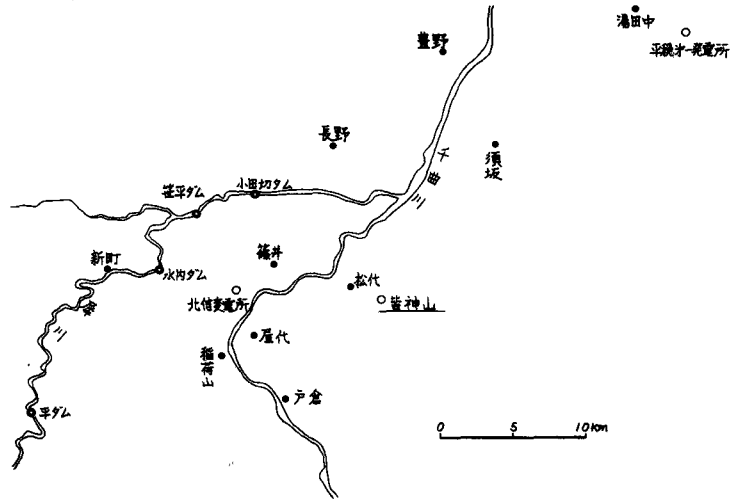 湯田中
平穏第一発電所
豊野
長野
千曲川
須坂
小田切ダム
笹平ダム
新町
水内ダム
篠井
北信変電所
松代
皆神山
犀川
屋代
稲荷山
戸倉
平ダム
0 5 10km